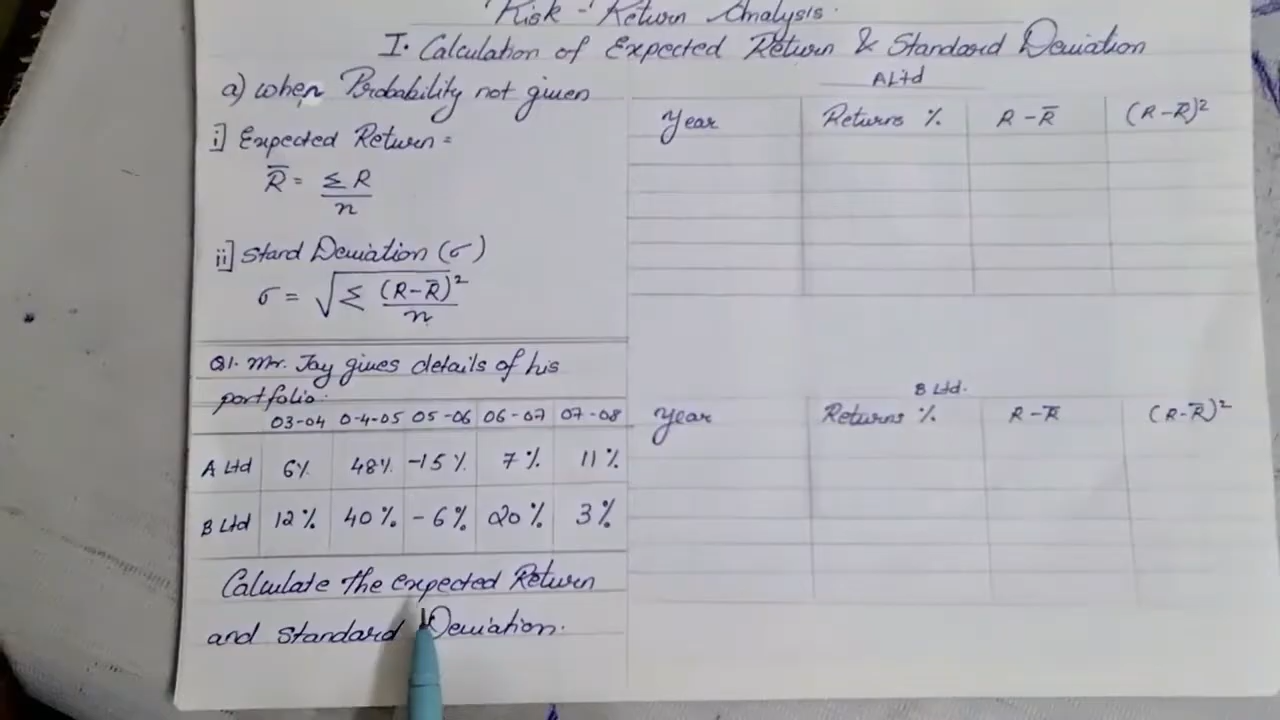 Risk - Return Analysis.
I. Calculation of Expected Return & Standard Deviation
a) when Probability not given
i] Expected Return =
R̅ = ΣR
n
ii] Stard Deviation (σ)
σ = √Σ (R-R̅)²
n
Q1. Mr. Jay gives details of his
portfolio.
03-04 0-4-05 05-06 06-07 07-08
A Ltd 6% 48% -15% 7% 11%
B Ltd 12% 40% -6% 20% 3%
Calculate the expected Return
and standard Deviation.
A Ltd
Year Returns % R-R̅ (R-R̅)²
B Ltd.
Year Returns % R-R̅ (R-R̅)²